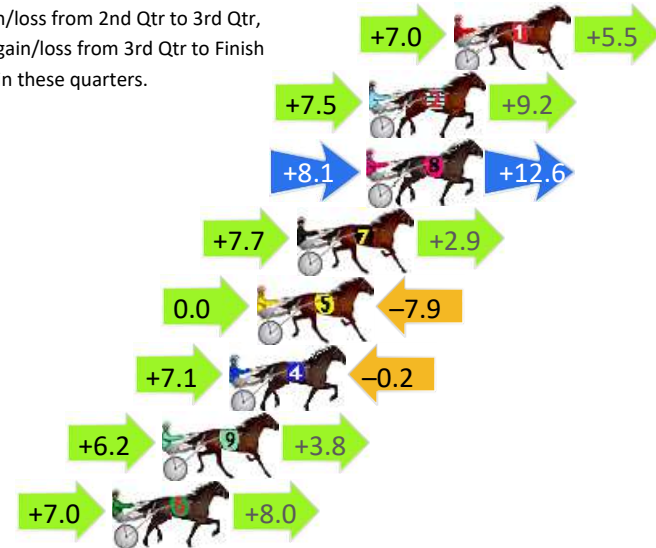 n/loss from 2nd Qtr to 3rd Qtr,
gain/loss from 3rd Qtr to Finish
n these quarters.
+7.0 1 +5.5
+7.5 2 +9.2
+8.1 8 +12.6
+7.7 7 +2.9
0.0 5 –7.9
+7.1 4 –0.2
+6.2 9 +3.8
+7.0 +8.0